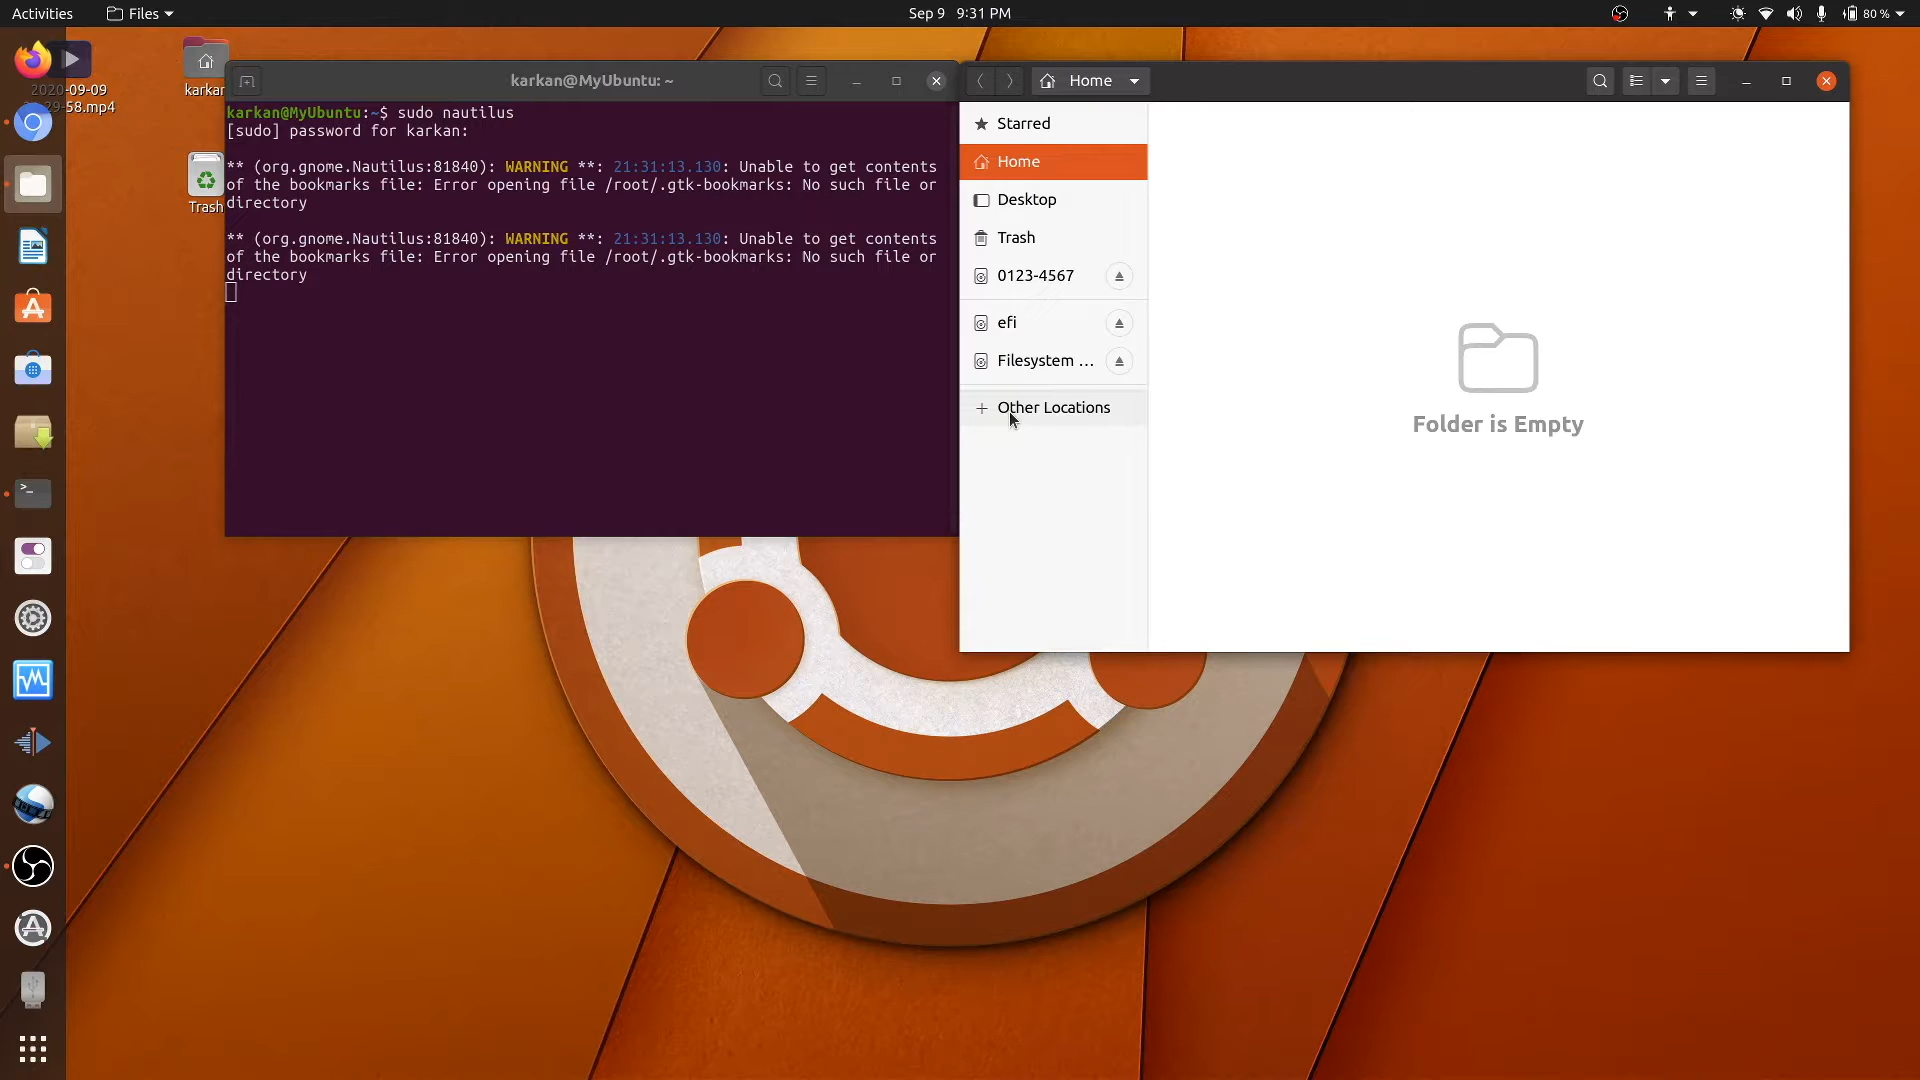 Activities
Files
Sep 9 9:31 PM
80 %
2020-09-09
29-58.mp4
karkan
Trash
karkan@MyUbuntu: ~
karkan@MyUbuntu:~$ sudo nautilus
[sudo] password for karkan:
** (org.gnome.Nautilus:81840): WARNING **: 21:31:13.130: Unable to get contents
of the bookmarks file: Error opening file /root/.gtk-bookmarks: No such file or
directory
** (org.gnome.Nautilus:81840): WARNING **: 21:31:13.130: Unable to get contents
of the bookmarks file: Error opening file /root/.gtk-bookmarks: No such file or
directory
Home
Starred
Home
Desktop
Trash
0123-4567
efi
Filesystem ...
Other Locations
Folder is Empty